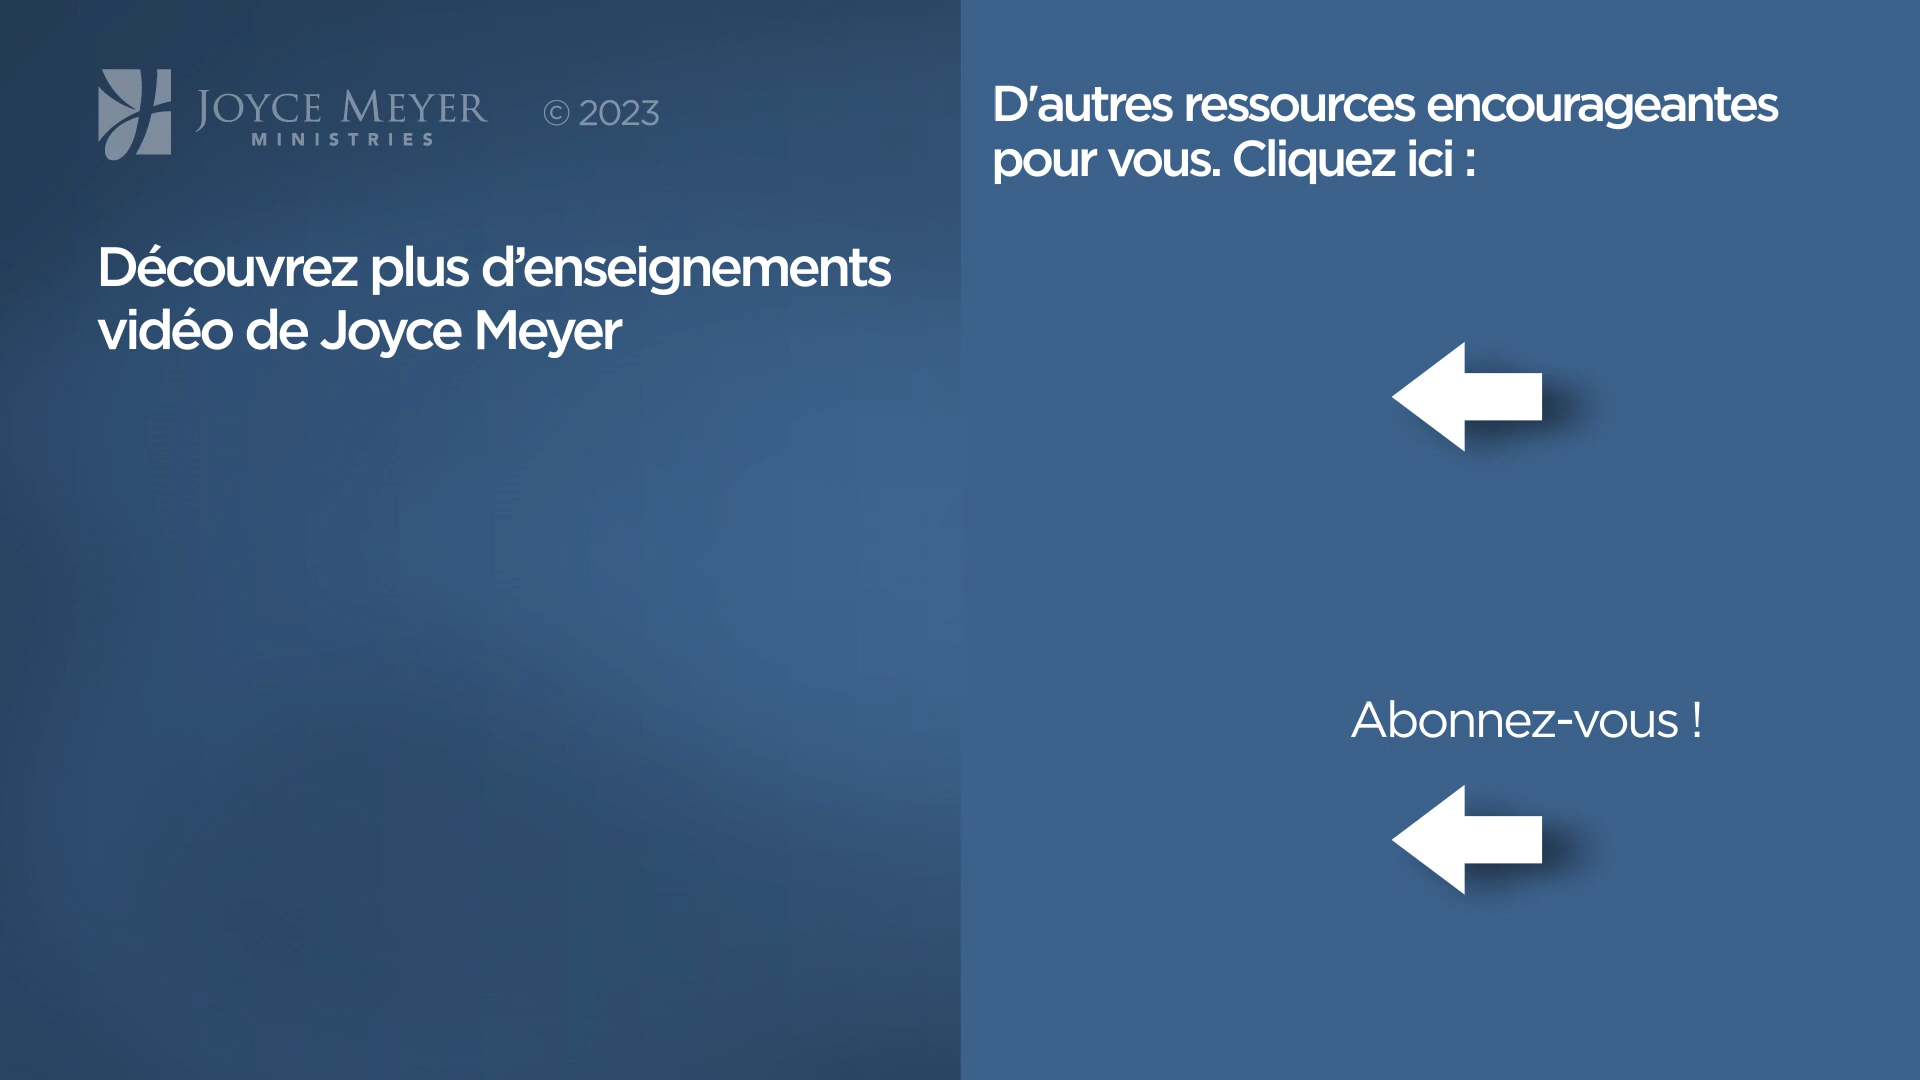 JOYCE MEYER
MINISTRIES
© 2023
Découvrez plus d’enseignements
vidéo de Joyce Meyer
D'autres ressources encourageantes
pour vous. Cliquez ici :
Abonnez-vous !